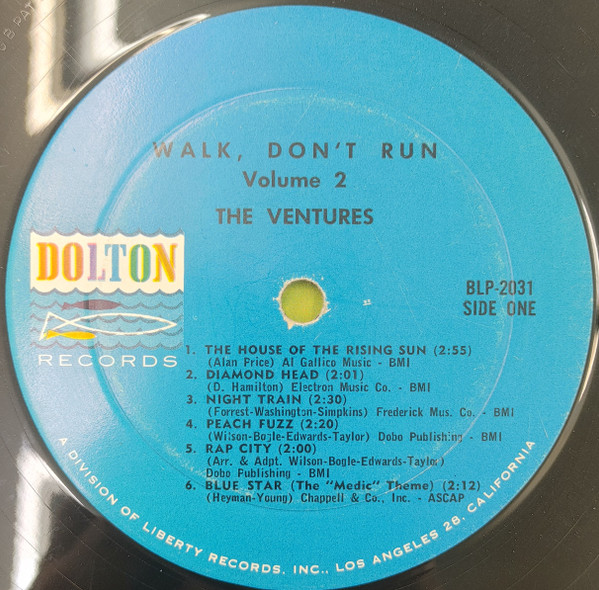 WALK, DON'T RUN
Volume 2
THE VENTURES
DOLTON
RECORDS
BLP-2031
SIDE ONE
1. THE HOUSE OF THE RISING SUN (2:55)
(Alan Price) Al Gallico Music - BMI
2. DIAMOND HEAD (2:01)
(D. Hamilton) Electron Music Co. - BMI
3. NIGHT TRAIN (2:30)
(Forrest-Washington-Simpkins) Frederick Mus. Co. - BMI
4. PEACH FUZZ (2:20)
(Wilson-Bogle-Edwards-Taylor) Dobo Publishing - BMI
5. RAP CITY (2:00)
(Arr. & Adpt. Wilson-Bogle-Edwards-Taylor)
Dobo Publishing - BMI
6. BLUE STAR (The "Medic" Theme) (2:12)
(Heyman-Young) Chappell & Co., Inc. - ASCAP
A DIVISION OF LIBERTY RECORDS, INC., LOS ANGELES 28, CALIFORNIA